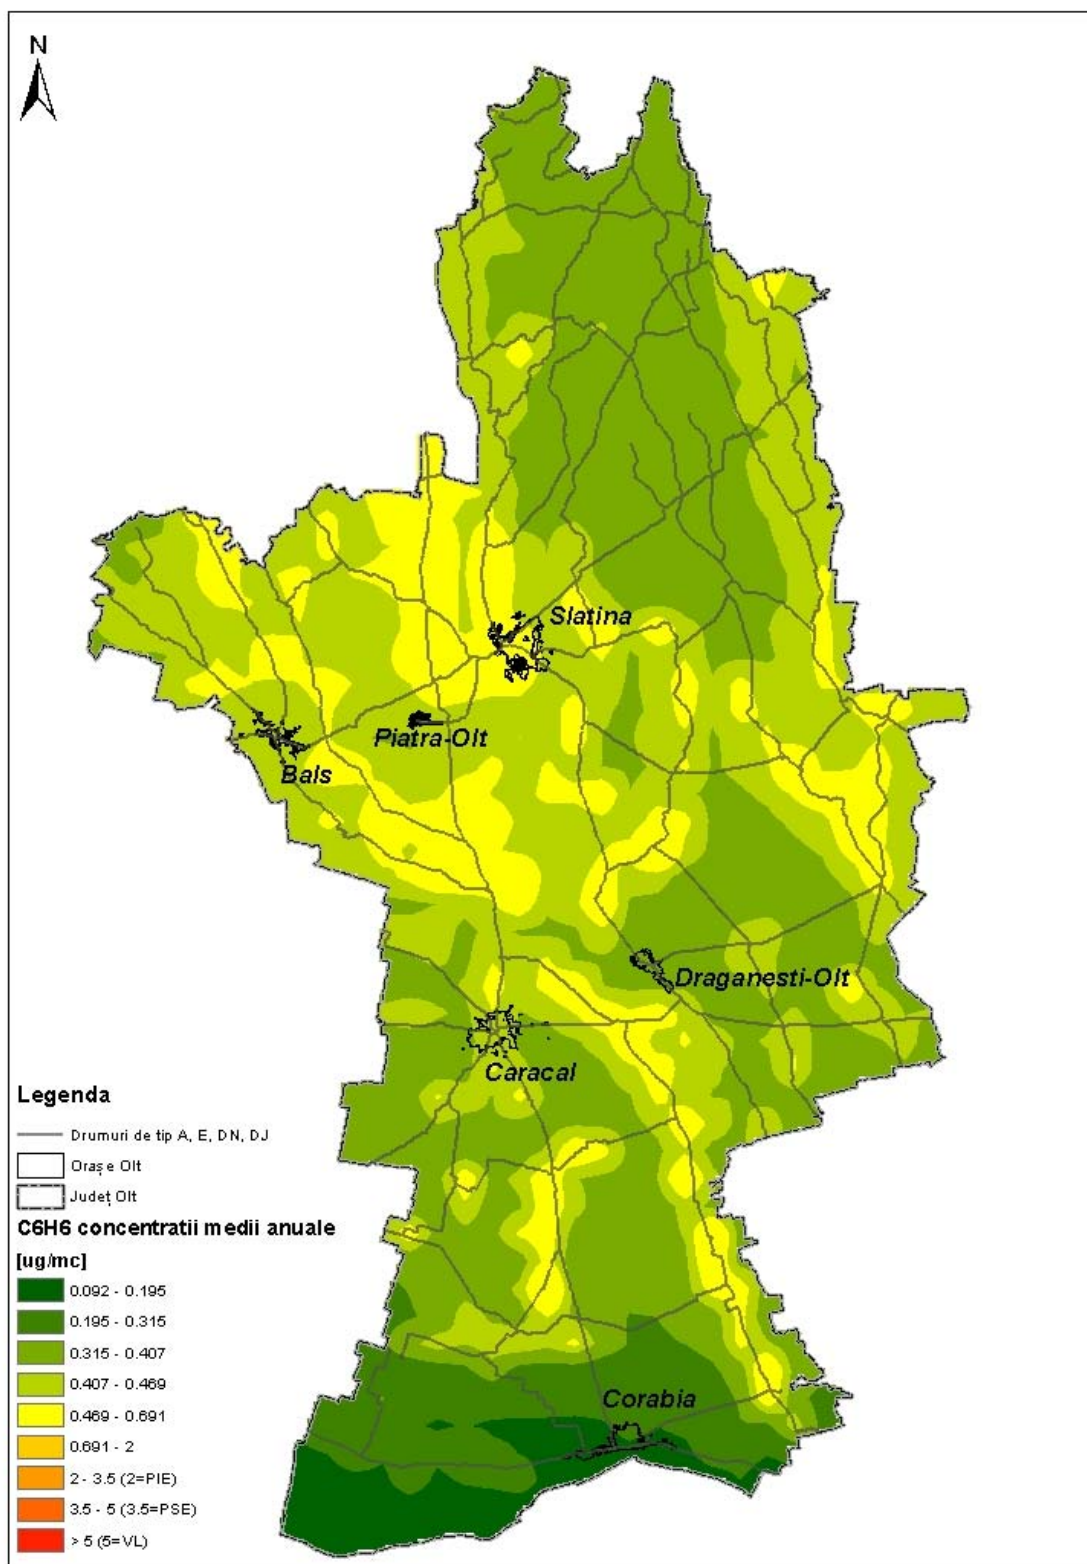 N
Slatina
Piatra-Olt
Bals
Draganesti-Olt
Caracal
Corabia
Legenda
Drumuri de tip A, E, DN, DJ
Orașe Olt
Județ Olt
C6H6 concentratii medii anuale
[ug/mc]
0.092 - 0.195
0.195 - 0.315
0.315 - 0.407
0.407 - 0.469
0.469 - 0.691
0.691 - 2
2 - 3.5 (2=PIE)
3.5 - 5 (3.5=PSE)
> 5 (5=VL)